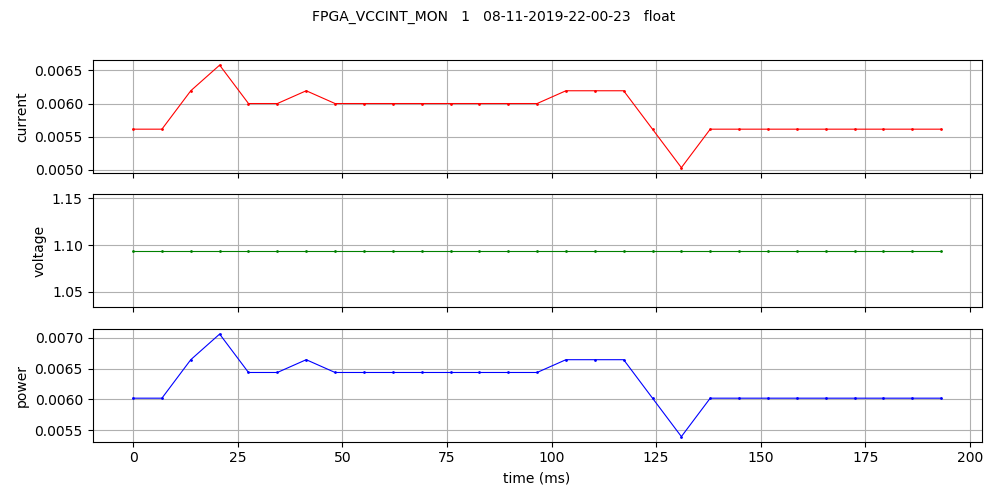 FPGA_VCCINT_MON 1 08-11-2019-22-00-23 float
0.0065
0.0060
0.0055
0.0050
current
1.15
1.10
1.05
voltage
0.0070
0.0065
0.0060
0.0055
power
0 25 50 75 100 125 150 175 200
time (ms)